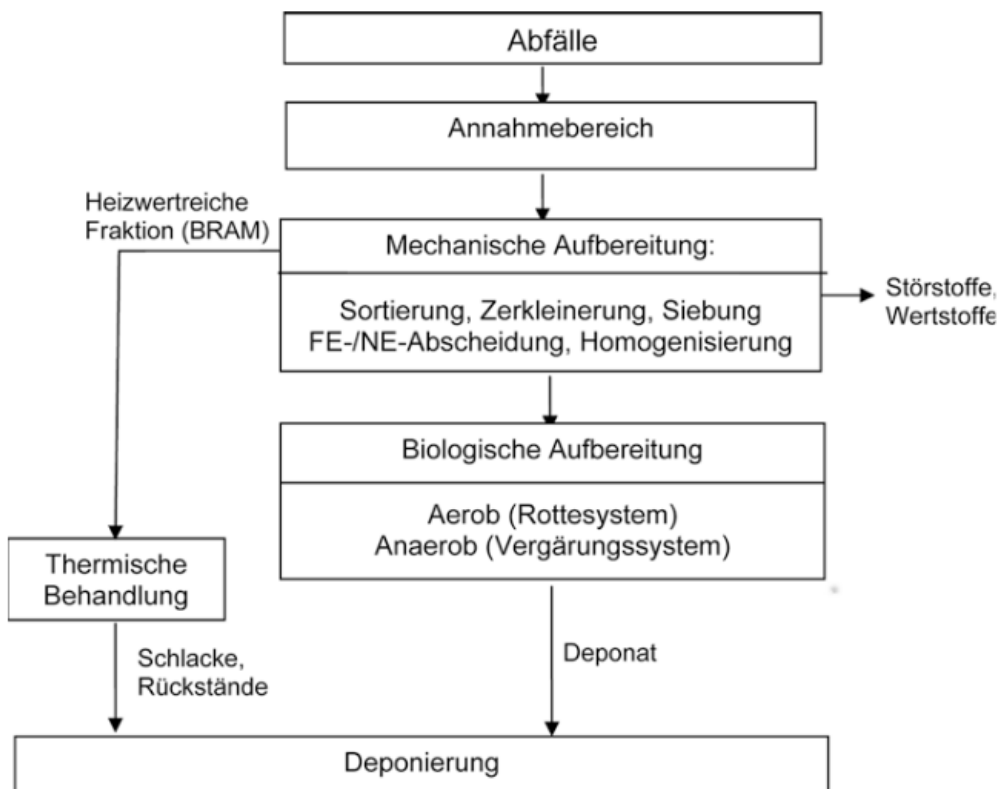 Abfälle
Annahmebereich
Heizwertreiche
Fraktion (BRAM)
Mechanische Aufbereitung:
Sortierung, Zerkleinerung, Siebung
FE-/NE-Abscheidung, Homogenisierung
Störstoffe,
Wertstoffe
Biologische Aufbereitung
Aerob (Rottesystem)
Anaerob (Vergärungssystem)
Thermische
Behandlung
Schlacke,
Rückstände
Deponat
Deponierung